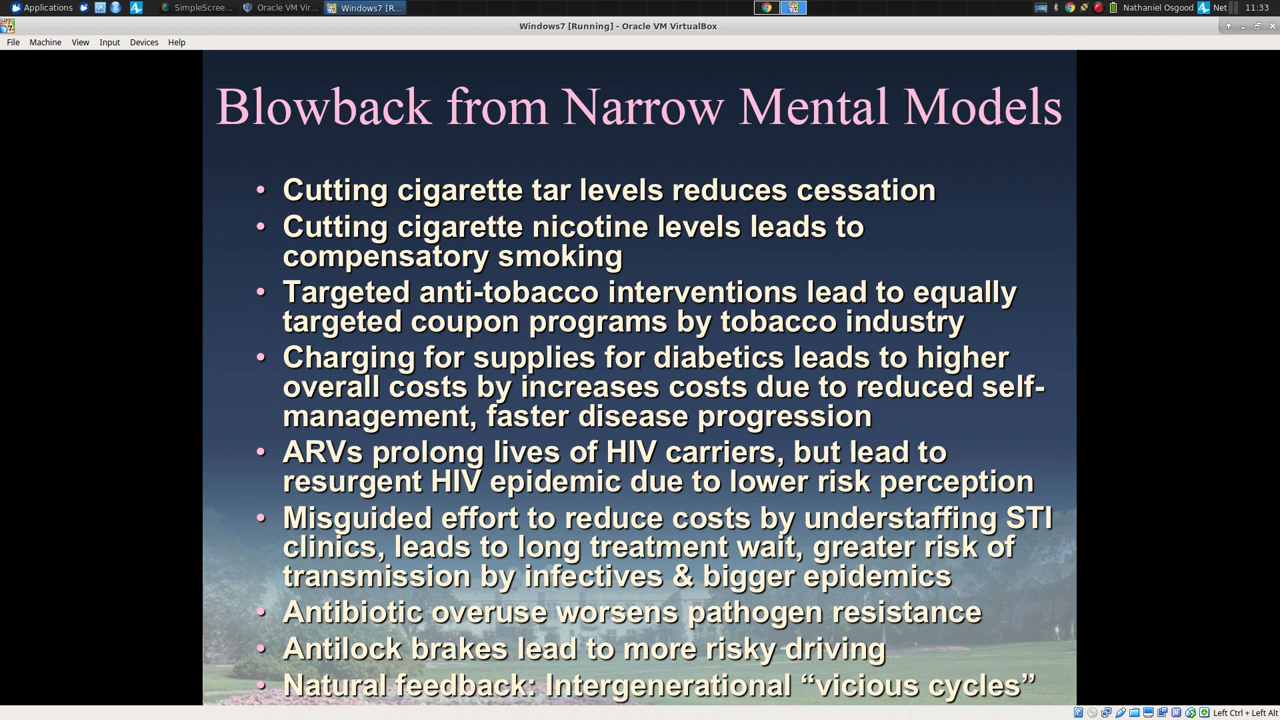 Applications
SimpleScree...
Oracle VM Vir...
Windows7 [R...
Nathaniel Osgood
Net
11:33
Windows7 [Running] - Oracle VM VirtualBox
File Machine View Input Devices Help
Blowback from Narrow Mental Models
• Cutting cigarette tar levels reduces cessation
• Cutting cigarette nicotine levels leads to
compensatory smoking
• Targeted anti-tobacco interventions lead to equally
targeted coupon programs by tobacco industry
• Charging for supplies for diabetics leads to higher
overall costs by increases costs due to reduced self-
management, faster disease progression
• ARVs prolong lives of HIV carriers, but lead to
resurgent HIV epidemic due to lower risk perception
• Misguided effort to reduce costs by understaffing STI
clinics, leads to long treatment wait, greater risk of
transmission by infectives & bigger epidemics
• Antibiotic overuse worsens pathogen resistance
• Antilock brakes lead to more risky driving
• Natural feedback: Intergenerational “vicious cycles”
Left Ctrl + Left Alt